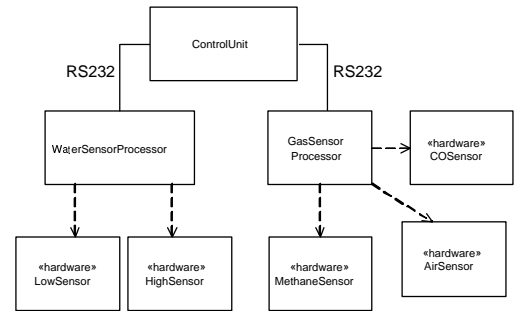 ControlUnit
RS232
RS232
WaterSensorProcessor
GasSensor
Processor
«hardware»
COSensor
«hardware»
LowSensor
«hardware»
HighSensor
«hardware»
MethaneSensor
«hardware»
AirSensor